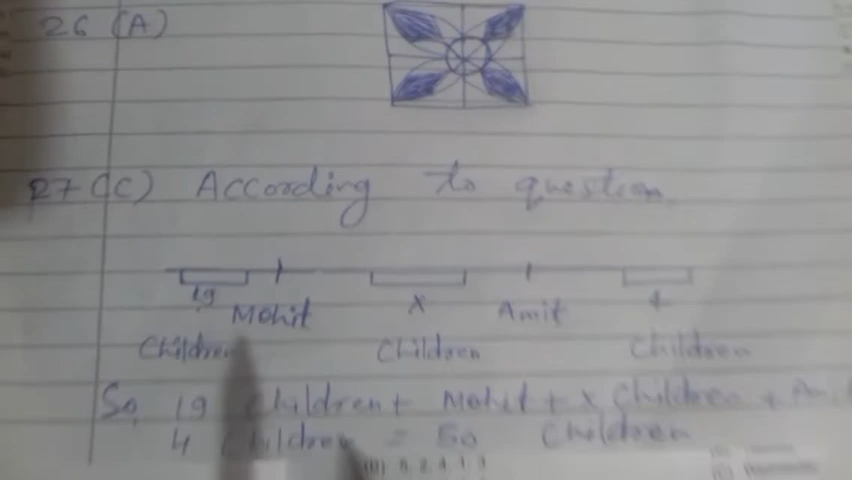 26 (A)
27 (C) According to question.
19 x 4
Mohit Amit
Children Children Children
So, 19 Children + Mohit + x Children +
4 Children = 50 Children